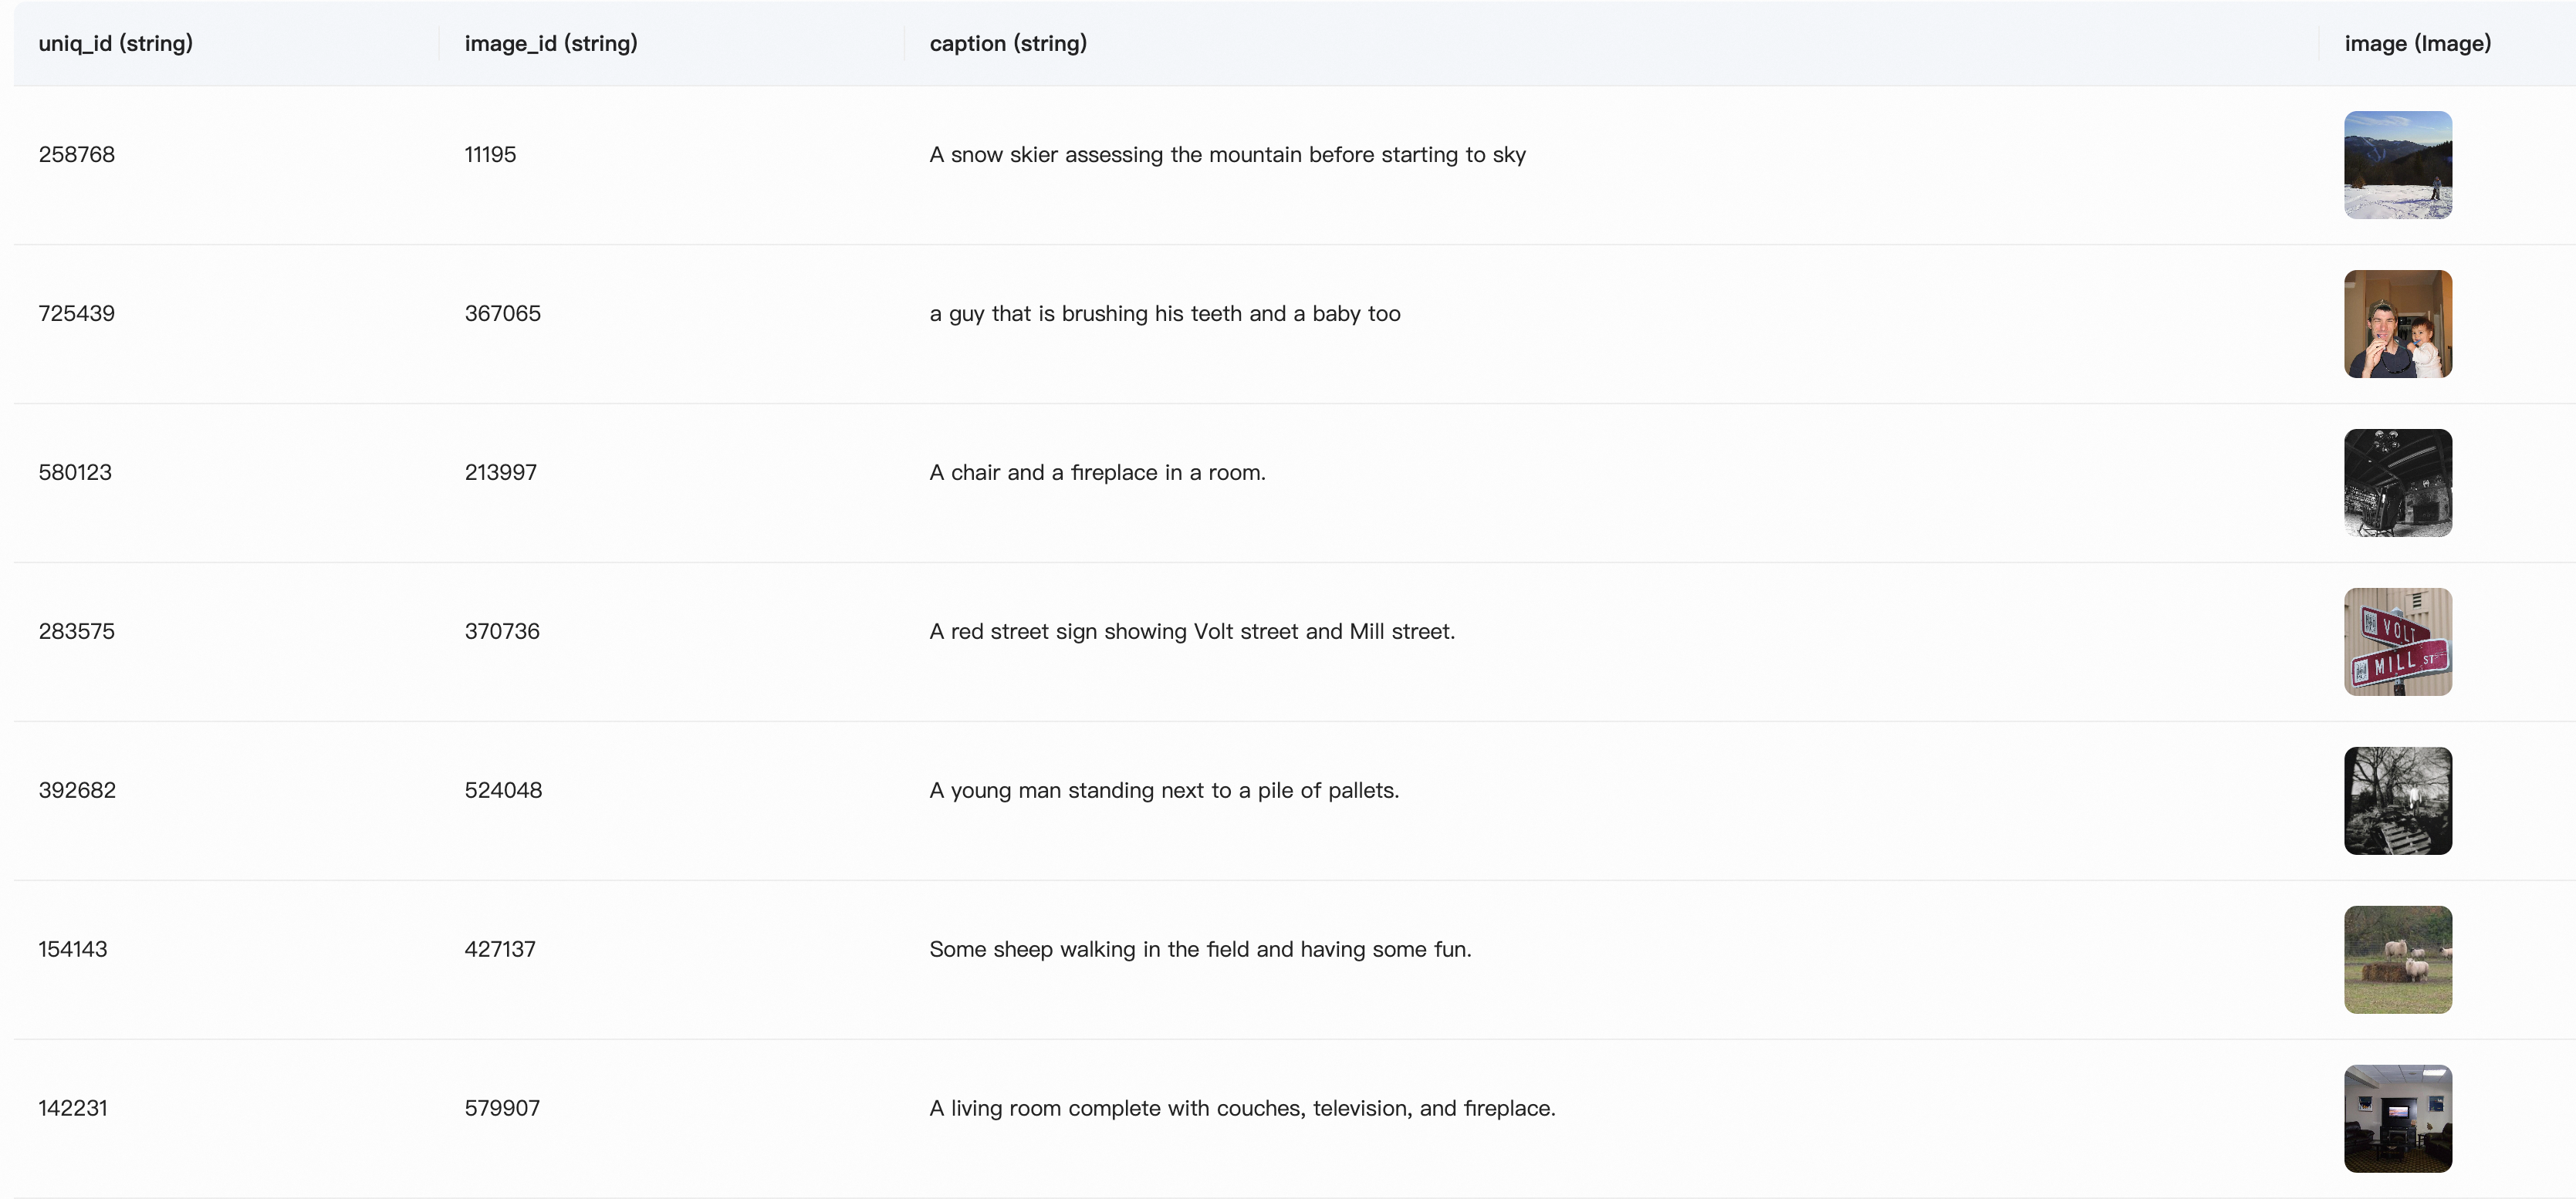 uniq_id (string) image_id (string) caption (string) image (Image)
258768 11195 A snow skier assessing the mountain before starting to sky
725439 367065 a guy that is brushing his teeth and a baby too
580123 213997 A chair and a fireplace in a room.
283575 370736 A red street sign showing Volt street and Mill street.
VOLT
MILL ST
392682 524048 A young man standing next to a pile of pallets.
154143 427137 Some sheep walking in the field and having some fun.
142231 579907 A living room complete with couches, television, and fireplace.